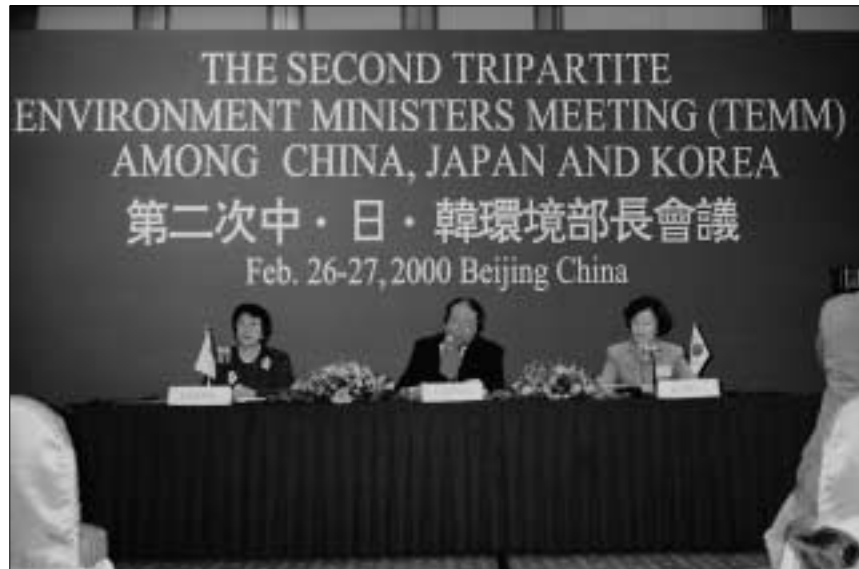 THE SECOND TRIPARTITE
ENVIRONMENT MINISTERS MEETING (TEMM)
AMONG CHINA, JAPAN AND KOREA
第二次中・日・韓環境部長會議
Feb. 26-27, 2000 Beijing China